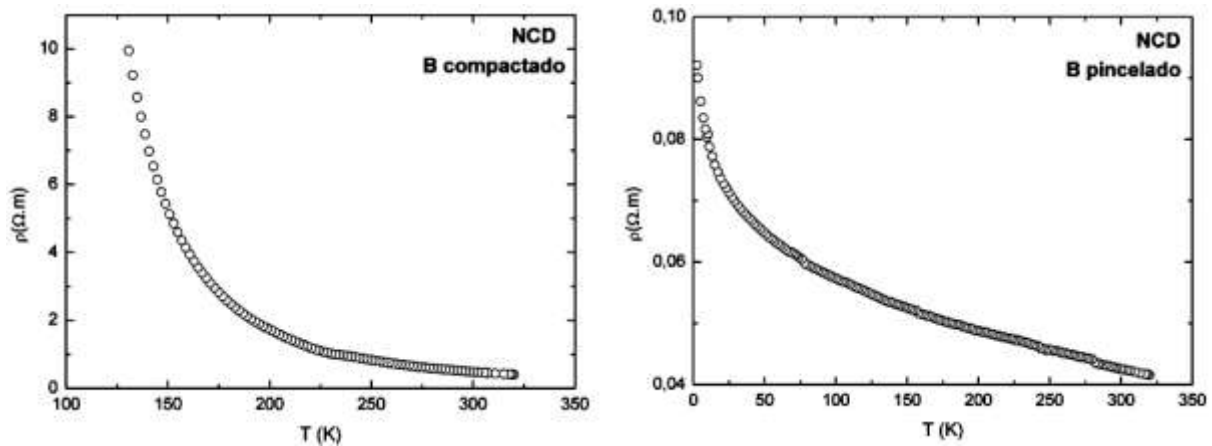 NCD
B compactado
10
8
6
4
2
0
100 150 200 250 300 350
T (K)
ρ(Ω.m)
NCD
B pincelado
0,10
0,08
0,06
0,04
0 50 100 150 200 250 300 350
T (K)
ρ(Ω.m)